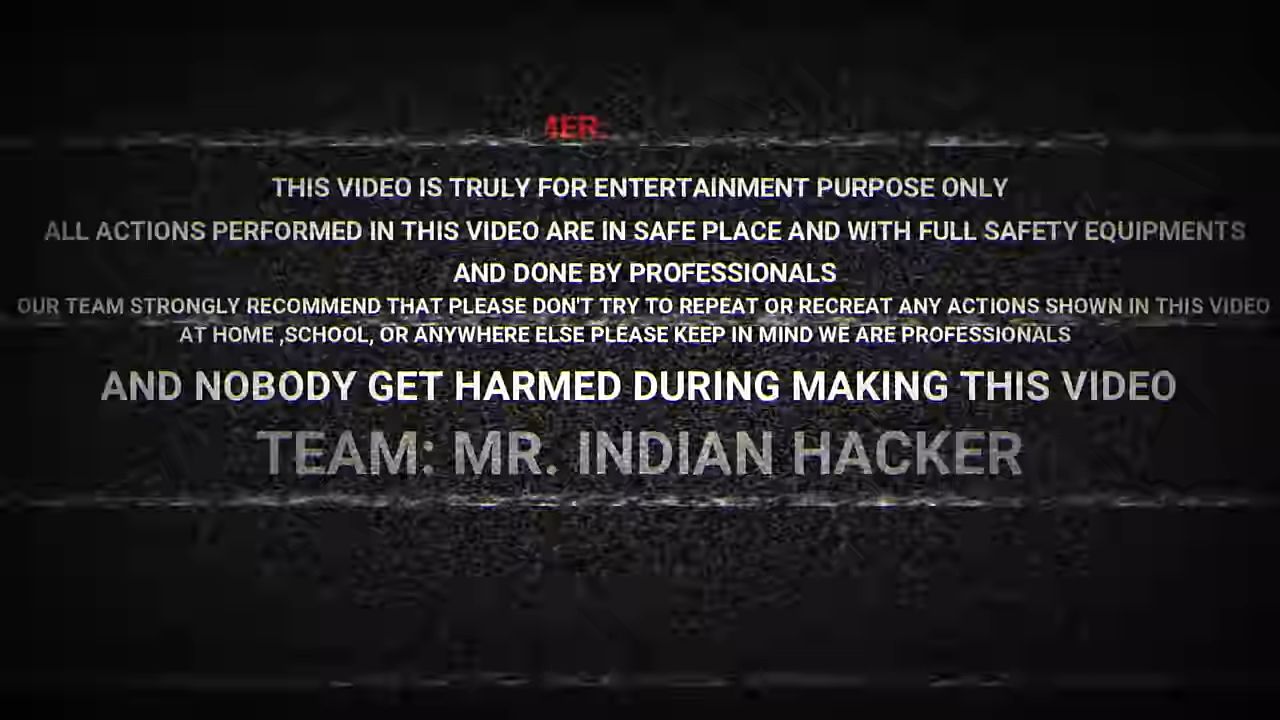 MER:
THIS VIDEO IS TRULY FOR ENTERTAINMENT PURPOSE ONLY
ALL ACTIONS PERFORMED IN THIS VIDEO ARE IN SAFE PLACE AND WITH FULL SAFETY EQUIPMENTS
AND DONE BY PROFESSIONALS
OUR TEAM STRONGLY RECOMMEND THAT PLEASE DON'T TRY TO REPEAT OR RECREAT ANY ACTIONS SHOWN IN THIS VIDEO
AT HOME ,SCHOOL, OR ANYWHERE ELSE PLEASE KEEP IN MIND WE ARE PROFESSIONALS
AND NOBODY GET HARMED DURING MAKING THIS VIDEO
TEAM: MR. INDIAN HACKER